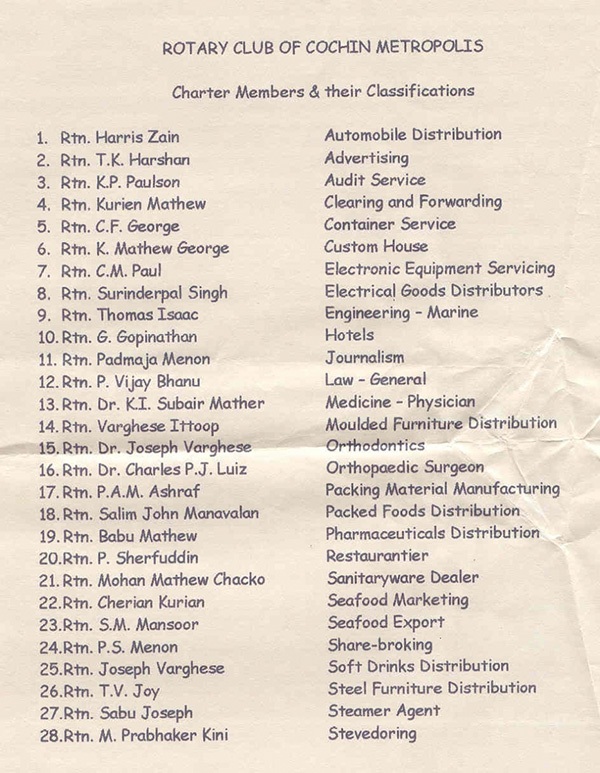 ROTARY CLUB OF COCHIN METROPOLIS
Charter Members & their Classifications
1. Rtn. Harris Zain Automobile Distribution
2. Rtn. T.K. Harshan Advertising
3. Rtn. K.P. Paulson Audit Service
4. Rtn. Kurien Mathew Clearing and Forwarding
5. Rtn. C.F. George Container Service
6. Rtn. K. Mathew George Custom House
7. Rtn. C.M. Paul Electronic Equipment Servicing
8. Rtn. Surinderpal Singh Electrical Goods Distributors
9. Rtn. Thomas Isaac Engineering - Marine
10. Rtn. G. Gopinathan Hotels
11. Rtn. Padmaja Menon Journalism
12. Rtn. P. Vijay Bhanu Law - General
13. Rtn. Dr. K.I. Subair Mather Medicine - Physician
14. Rtn. Varghese Ittoop Moulded Furniture Distribution
15. Rtn. Dr. Joseph Varghese Orthodontics
16. Rtn. Dr. Charles P.J. Luiz Orthopaedic Surgeon
17. Rtn. P.A.M. Ashraf Packing Material Manufacturing
18. Rtn. Salim John Manavalan Packed Foods Distribution
19. Rtn. Babu Mathew Pharmaceuticals Distribution
20.Rtn. P. Sherfuddin Restaurantier
21. Rtn. Mohan Mathew Chacko Sanitaryware Dealer
22.Rtn. Cherian Kurian Seafood Marketing
23.Rtn. S.M. Mansoor Seafood Export
24.Rtn. P.S. Menon Share-broking
25.Rtn. Joseph Varghese Soft Drinks Distribution
26.Rtn. T.V. Joy Steel Furniture Distribution
27.Rtn. Sabu Joseph Steamer Agent
28.Rtn. M. Prabhaker Kini Stevedoring